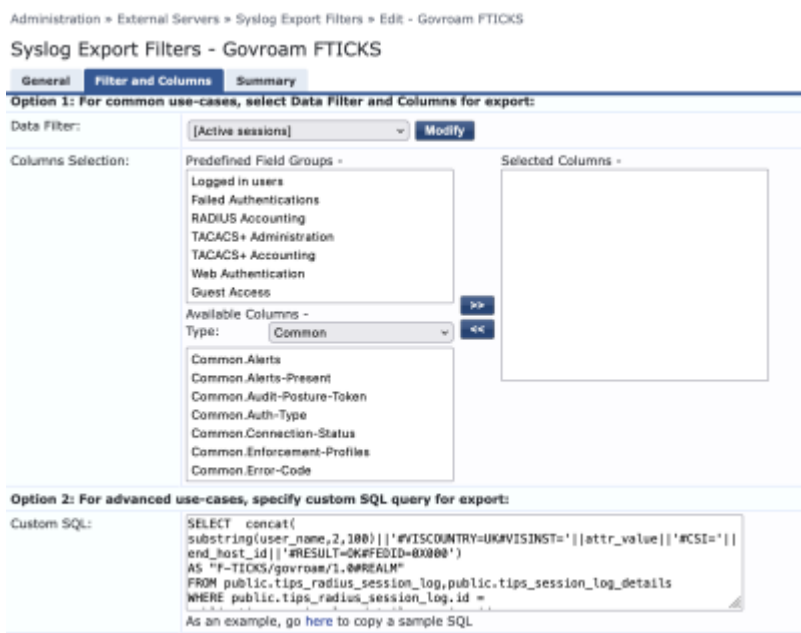 Administration » External Servers » Syslog Export Filters » Edit - Govroam FTICKS
Syslog Export Filters - Govroam FTICKS
General Filter and Columns Summary
Option 1: For common use-cases, select Data Filter and Columns for export:
Data Filter: [Active sessions] Modify
Columns Selection: Predefined Field Groups - Selected Columns -
Logged in users
Failed Authentications
RADIUS Accounting
TACACS+ Administration
TACACS+ Accounting
Web Authentication
Guest Access
>>
Available Columns -
Type: Common <<
Common.Alerts
Common.Alerts-Present
Common.Audit-Posture-Token
Common.Auth-Type
Common.Connection-Status
Common.Enforcement-Profiles
Common.Error-Code
Option 2: For advanced use-cases, specify custom SQL query for export:
Custom SQL: SELECT concat(
substring(user_name,2,100)||'#VISCOUNTRY=UK#VISINST='||attr_value||'#CSI='||
end_host_id||'#RESULT=OK#FEDID=0X000')
AS "F-TICKS/govroam/1.0#REALM"
FROM public.tips_radius_session_log,public.tips_session_log_details
WHERE public.tips_radius_session_log.id =
As an example, go here to copy a sample SQL